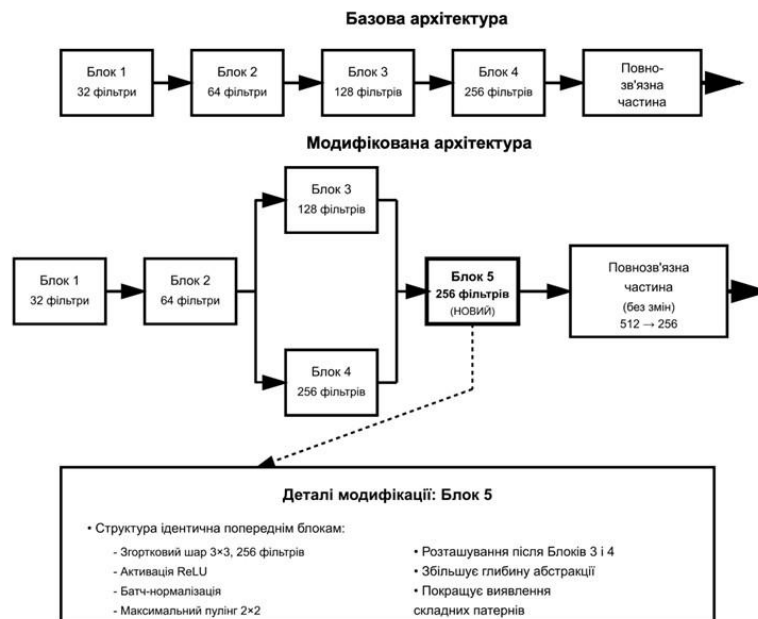 Базова архітектура
Блок 1
32 фільтри
Блок 2
64 фільтри
Блок 3
128 фільтрів
Блок 4
256 фільтрів
Повно-
зв'язна
частина
Модифікована архітектура
Блок 3
128 фільтрів
Блок 1
32 фільтри
Блок 2
64 фільтри
Блок 5
256 фільтрів
(НОВИЙ)
Повнозв'язна
частина
(без змін)
512 → 256
Блок 4
256 фільтрів
Деталі модифікації: Блок 5
• Структура ідентична попереднім блокам:
- Згортковий шар 3×3, 256 фільтрів
- Активація ReLU
- Батч-нормалізація
- Максимальний пулінг 2×2
• Розташування після Блоків 3 і 4
• Збільшує глибину абстракції
• Покращує виявлення
складних патернів